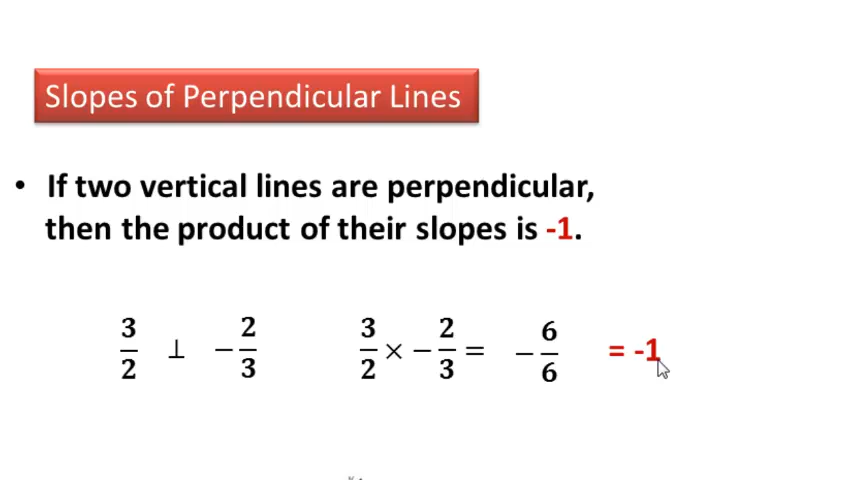 Slopes of Perpendicular Lines
• If two vertical lines are perpendicular,
then the product of their slopes is -1.
3/2 ⊥ −2/3 3/2 × −2/3 = −6/6 = -1